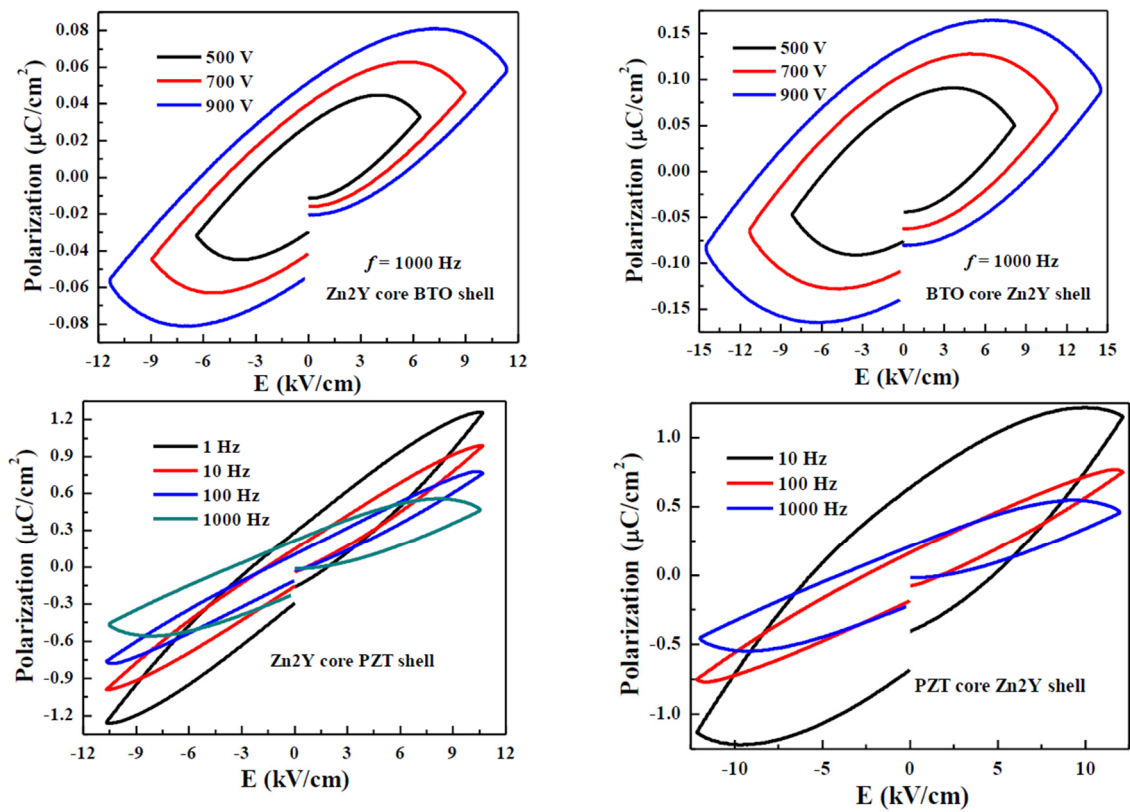 0.08
0.06
0.04
0.02
0.00
-0.02
-0.04
-0.06
-0.08
Polarization (μC/cm²)
500 V
700 V
900 V
f = 1000 Hz
Zn2Y core BTO shell
-12 -9 -6 -3 0 3 6 9 12
E (kV/cm)
0.15
0.10
0.05
0.00
-0.05
-0.10
-0.15
Polarization (μC/cm²)
500 V
700 V
900 V
f = 1000 Hz
BTO core Zn2Y shell
-15 -12 -9 -6 -3 0 3 6 9 12 15
E (kV/cm)
1.2
0.9
0.6
0.3
0.0
-0.3
-0.6
-0.9
-1.2
Polarization (μC/cm²)
1 Hz
10 Hz
100 Hz
1000 Hz
Zn2Y core PZT shell
-12 -9 -6 -3 0 3 6 9 12
E (kV/cm)
1.0
0.5
0.0
-0.5
-1.0
Polarization (μC/cm²)
10 Hz
100 Hz
1000 Hz
PZT core Zn2Y shell
-10 -5 0 5 10
E (kV/cm)